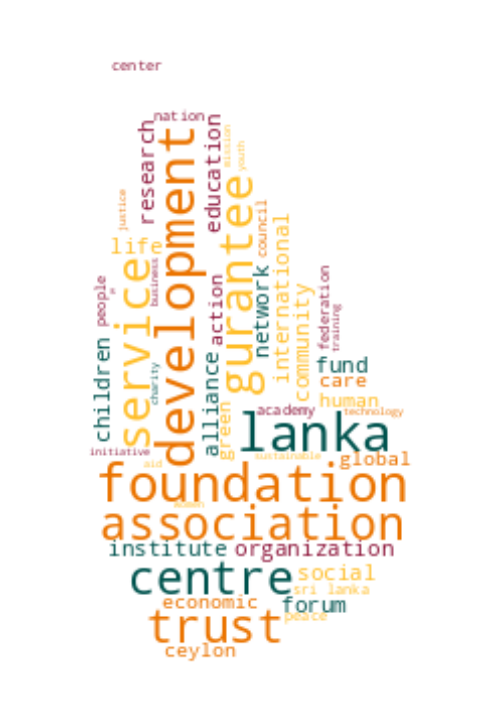 center
nation
research
development
education
mission
youth
justice
gurantee
council
international
life
service
business
people
network
federation
training
action
community
children
charity
alliance
fund
care
green
human
academy
technology
lanka
initiative
sustainable
global
aid
foundation
women
association
institute
organization
centre
social
sri lanka
economic
forum
trust
peace
ceylon